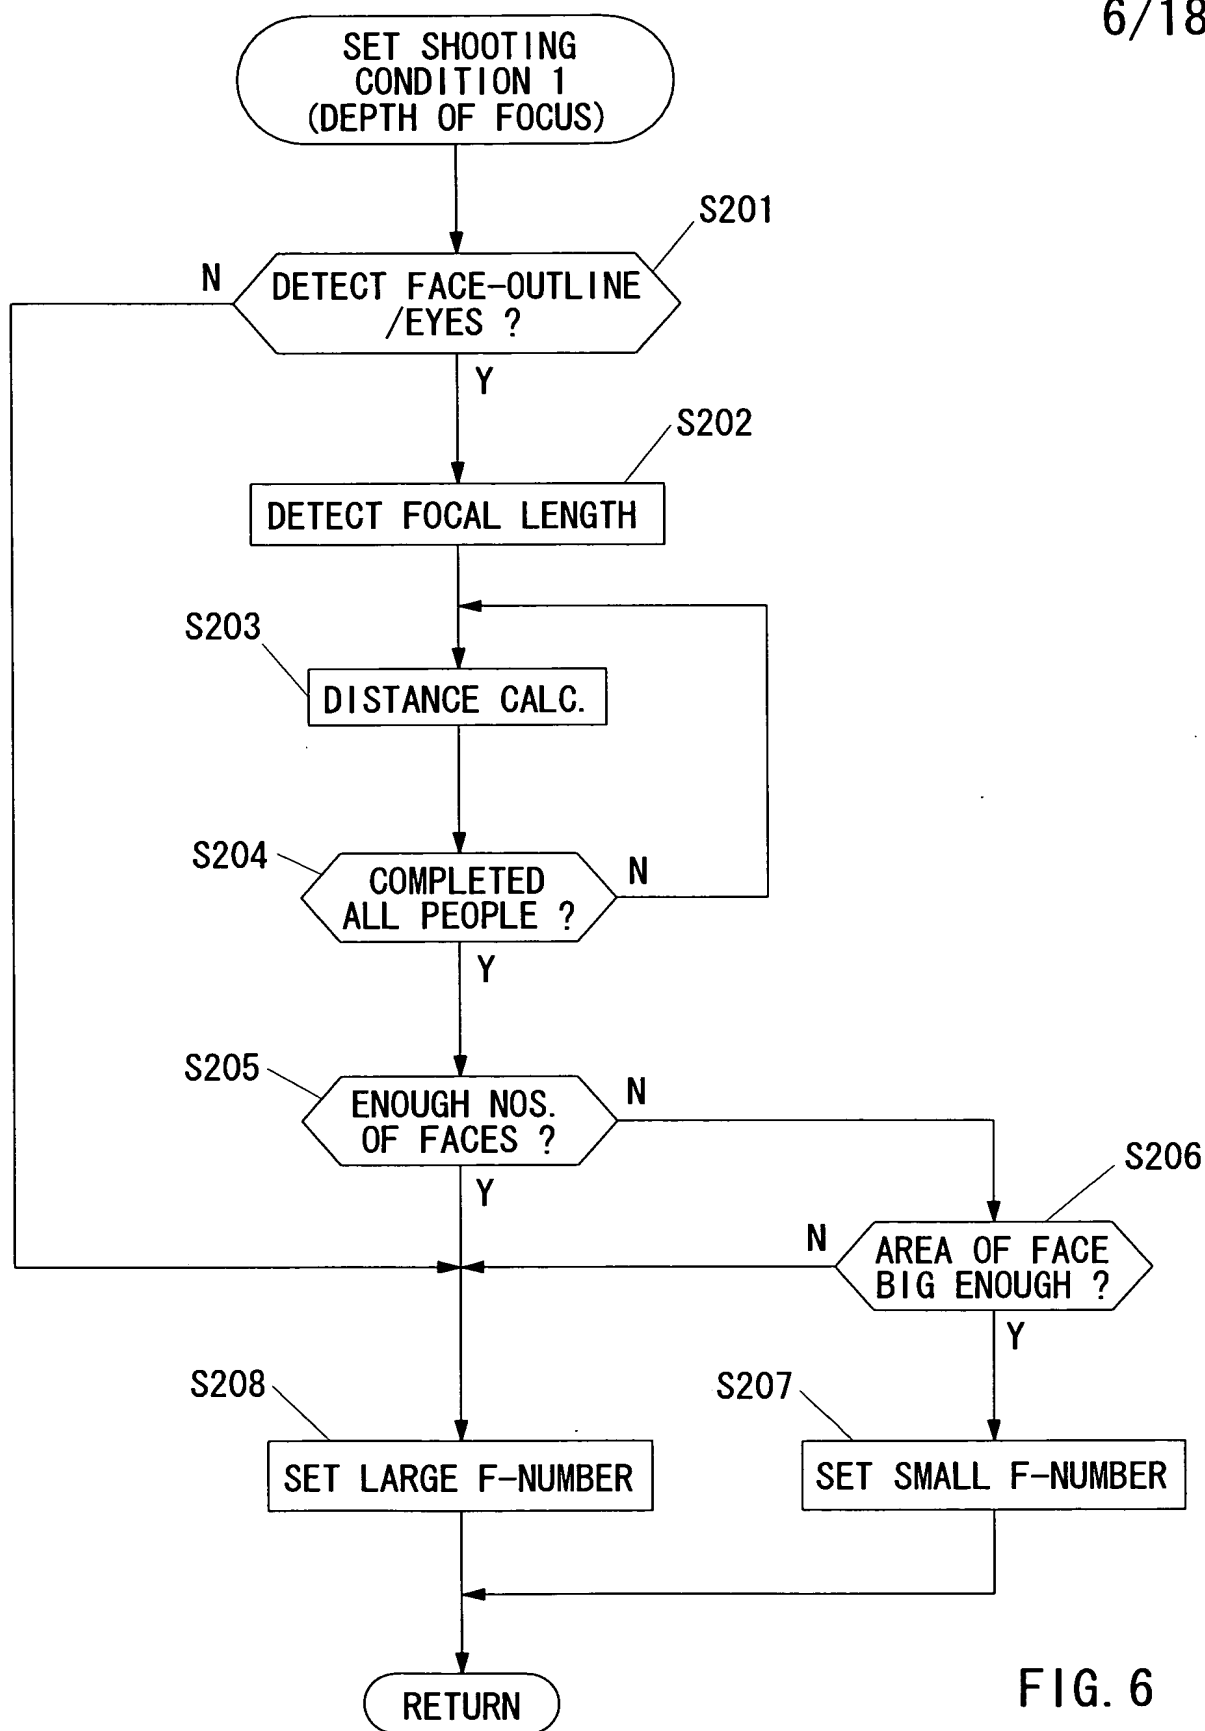 6/18
SET SHOOTING
CONDITION 1
(DEPTH OF FOCUS)
S201
N
DETECT FACE-OUTLINE
/EYES ?
Y
S202
DETECT FOCAL LENGTH
S203
DISTANCE CALC.
S204
COMPLETED
ALL PEOPLE ?
N
Y
S205
ENOUGH NOS.
OF FACES ?
N
Y
S206
N
AREA OF FACE
BIG ENOUGH ?
Y
S208
S207
SET LARGE F-NUMBER
SET SMALL F-NUMBER
RETURN
FIG. 6